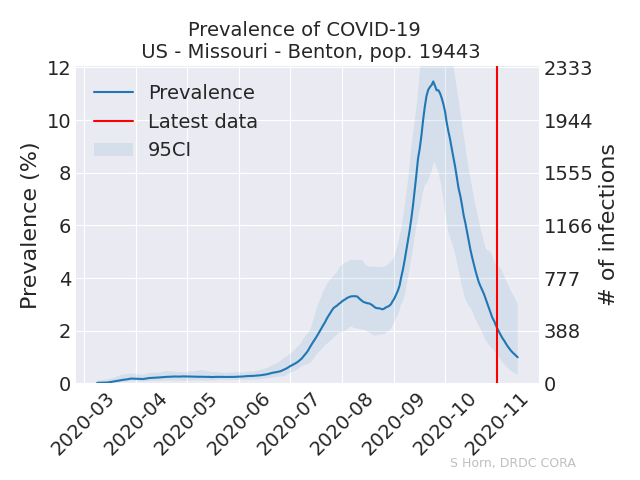 Prevalence of COVID-19
US - Missouri - Benton, pop. 19443
Prevalence (%)
12
10
8
6
4
2
0
Prevalence
Latest data
95CI
2333
1944
1555
1166
777
388
0
# of infections
2020-03
2020-04
2020-05
2020-06
2020-07
2020-08
2020-09
2020-10
2020-11
S Horn, DRDC CORA